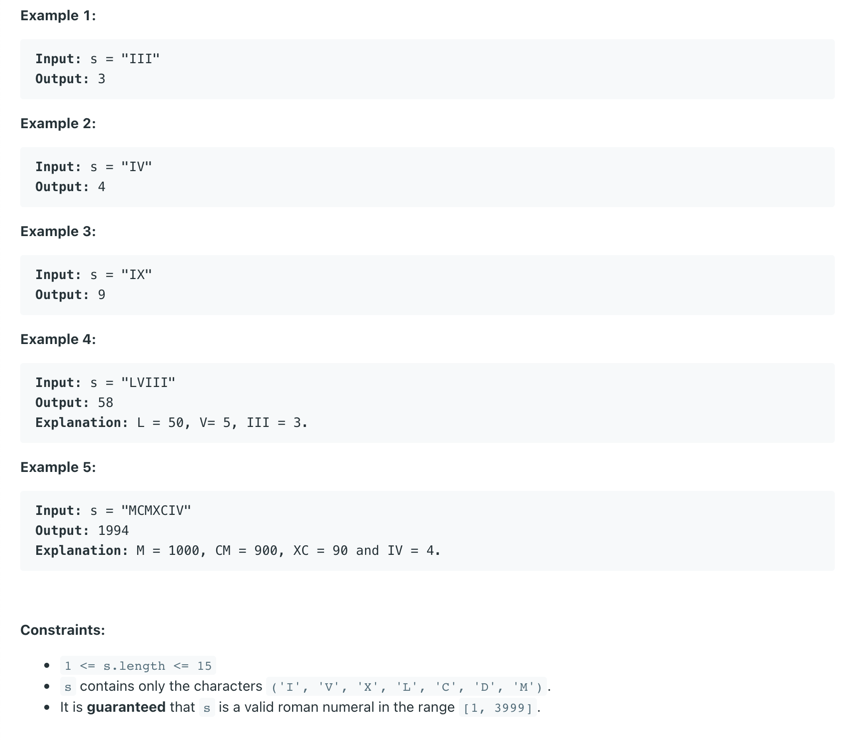 Example 1:
Input: s = "III"
Output: 3
Example 2:
Input: s = "IV"
Output: 4
Example 3:
Input: s = "IX"
Output: 9
Example 4:
Input: s = "LVIII"
Output: 58
Explanation: L = 50, V= 5, III = 3.
Example 5:
Input: s = "MCMXCIV"
Output: 1994
Explanation: M = 1000, CM = 900, XC = 90 and IV = 4.
Constraints:
• 1 <= s.length <= 15
• s contains only the characters ('I', 'V', 'X', 'L', 'C', 'D', 'M').
• It is guaranteed that s is a valid roman numeral in the range [1, 3999].